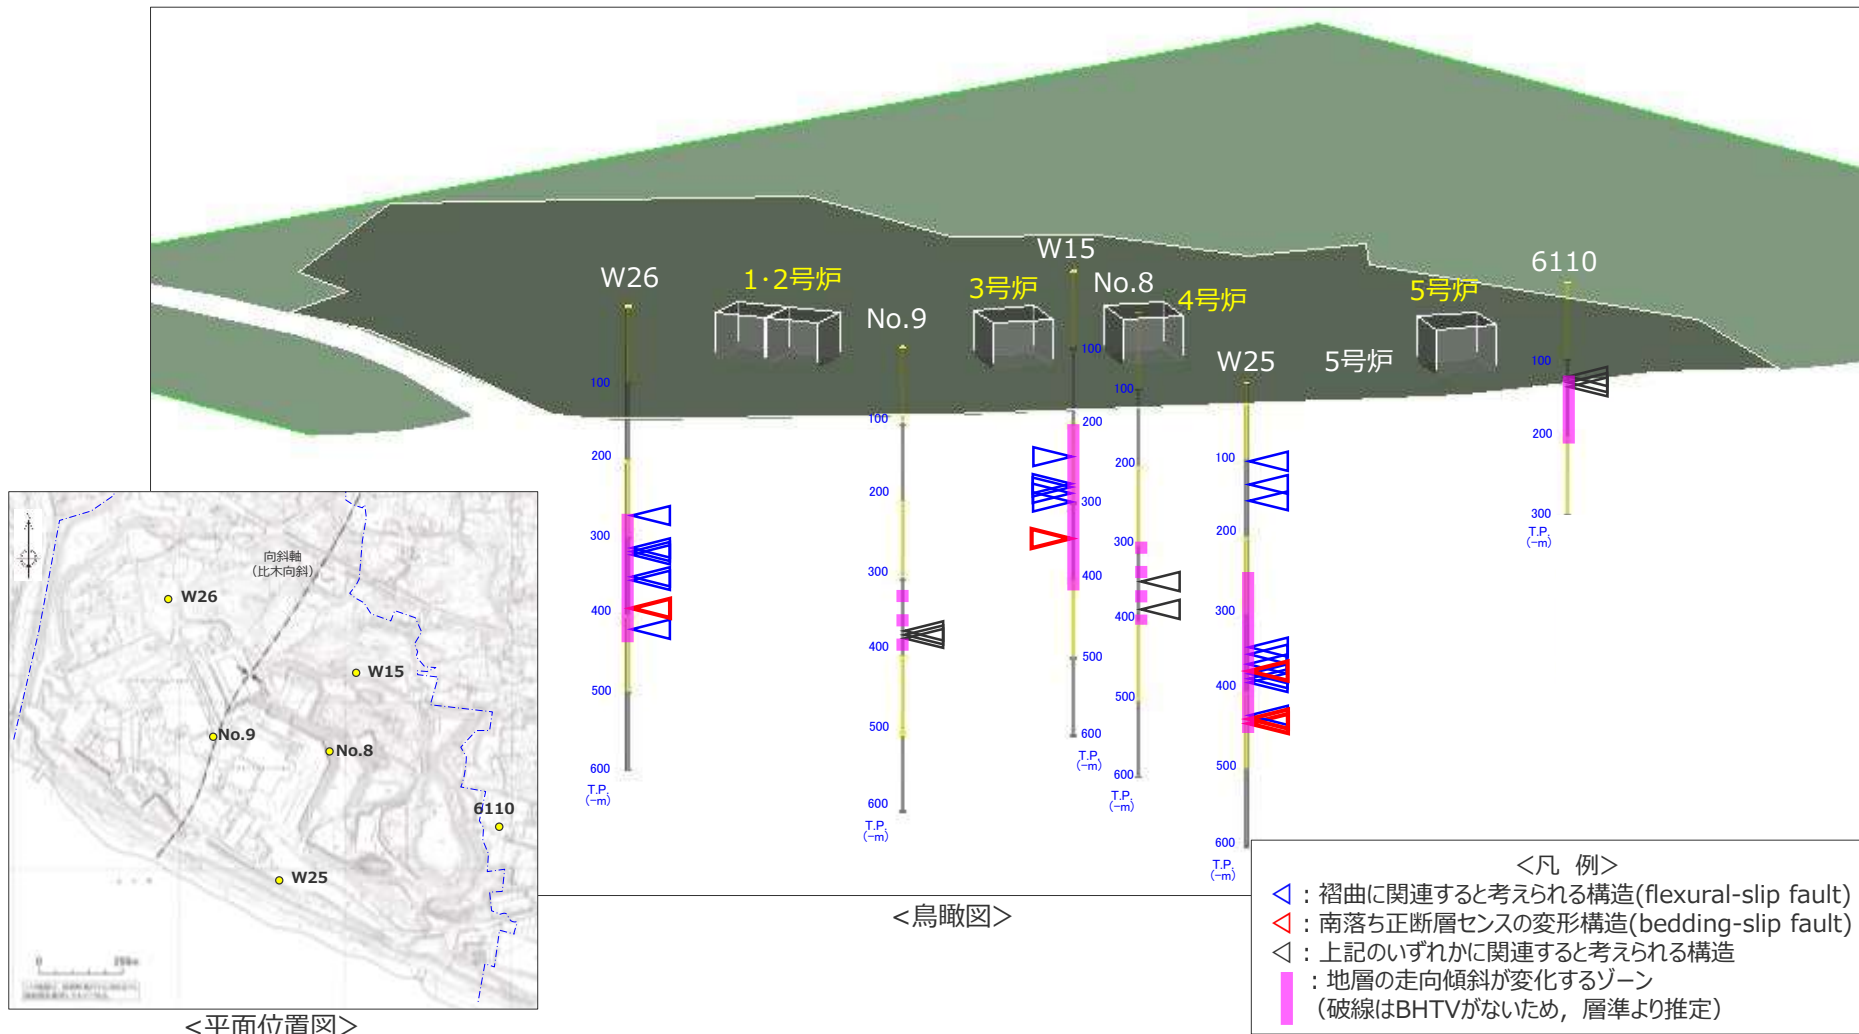 W26
1・2号炉
No.9
3号炉
W15
No.8
4号炉
W25
5号炉
5号炉
6110
100
200
300
400
500
600
T.P.
(−m)
100
200
300
400
500
600
T.P.
(−m)
100
200
300
400
500
600
T.P.
(−m)
100
200
300
400
500
600
T.P.
(−m)
100
200
300
400
500
600
T.P.
(−m)
100
200
300
T.P.
(−m)
向斜軸
(比木向斜)
W26
W15
No.9
No.8
6110
W25
0
<平面位置図>
<鳥瞰図>
<凡 例>
：褶曲に関連すると考えられる構造(flexural-slip fault)
：南落ち正断層センスの変形構造(bedding-slip fault)
：上記のいずれかに関連すると考えられる構造
：地層の走向傾斜が変化するゾーン
（破線はBHTVがないため，層準より推定）